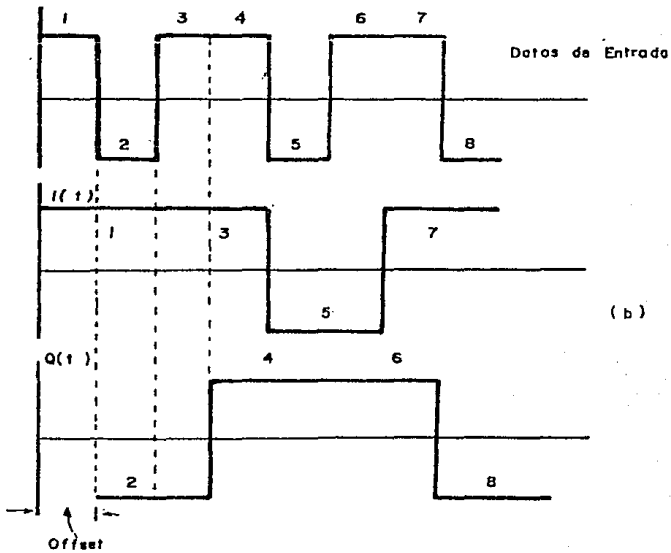 1 3 4 6 7
Datos de Entrada
2 5 8
I(t)
1 3 7
5
(b)
Q(t)
4 6
2 8
Offset